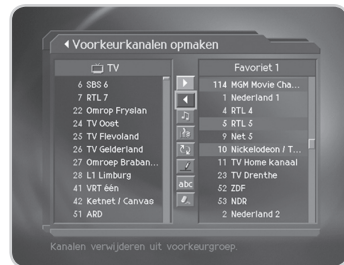 Voorkeurkanalen opmaken
TV
6 SBS 6
7 RTL 7
22 Omrop Fryslan
24 TV Oost
25 TV Flevoland
26 TV Gelderland
27 Omroep Braban...
28 L1 Limburg
41 VRT één
42 Ketnet / Canvas
51 ARD
abc
Favoriet 1
114 MGM Movie Cha...
1 Nederland 1
4 RTL 4
5 RTL 5
9 Net 5
10 Nickelodeon / T...
11 TV Home kanaal
23 TV Drenthe
52 ZDF
53 NDR
2 Nederland 2
Kanalen verwijderen uit voorkeurgroep.